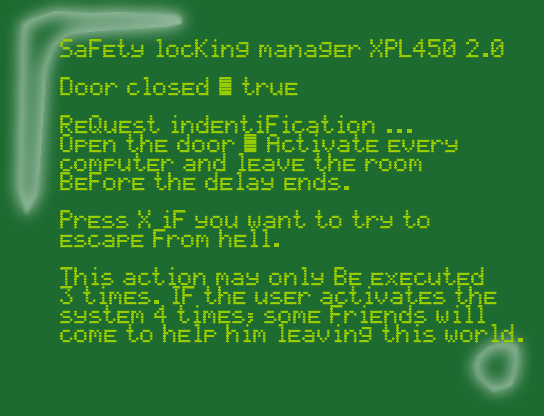 SaFety locKing manager XPL450 2.0
Door closed ▓ true
ReQuest indentiFication ...
Open the door ▓ Activate every
computer and leave the room
BeFore the delay ends.
Press X iF you want to try to
escape From hell.
This action may only Be executed
3 times. IF the user activates the
system 4 times; some Friends will
come to help him leaving this world.